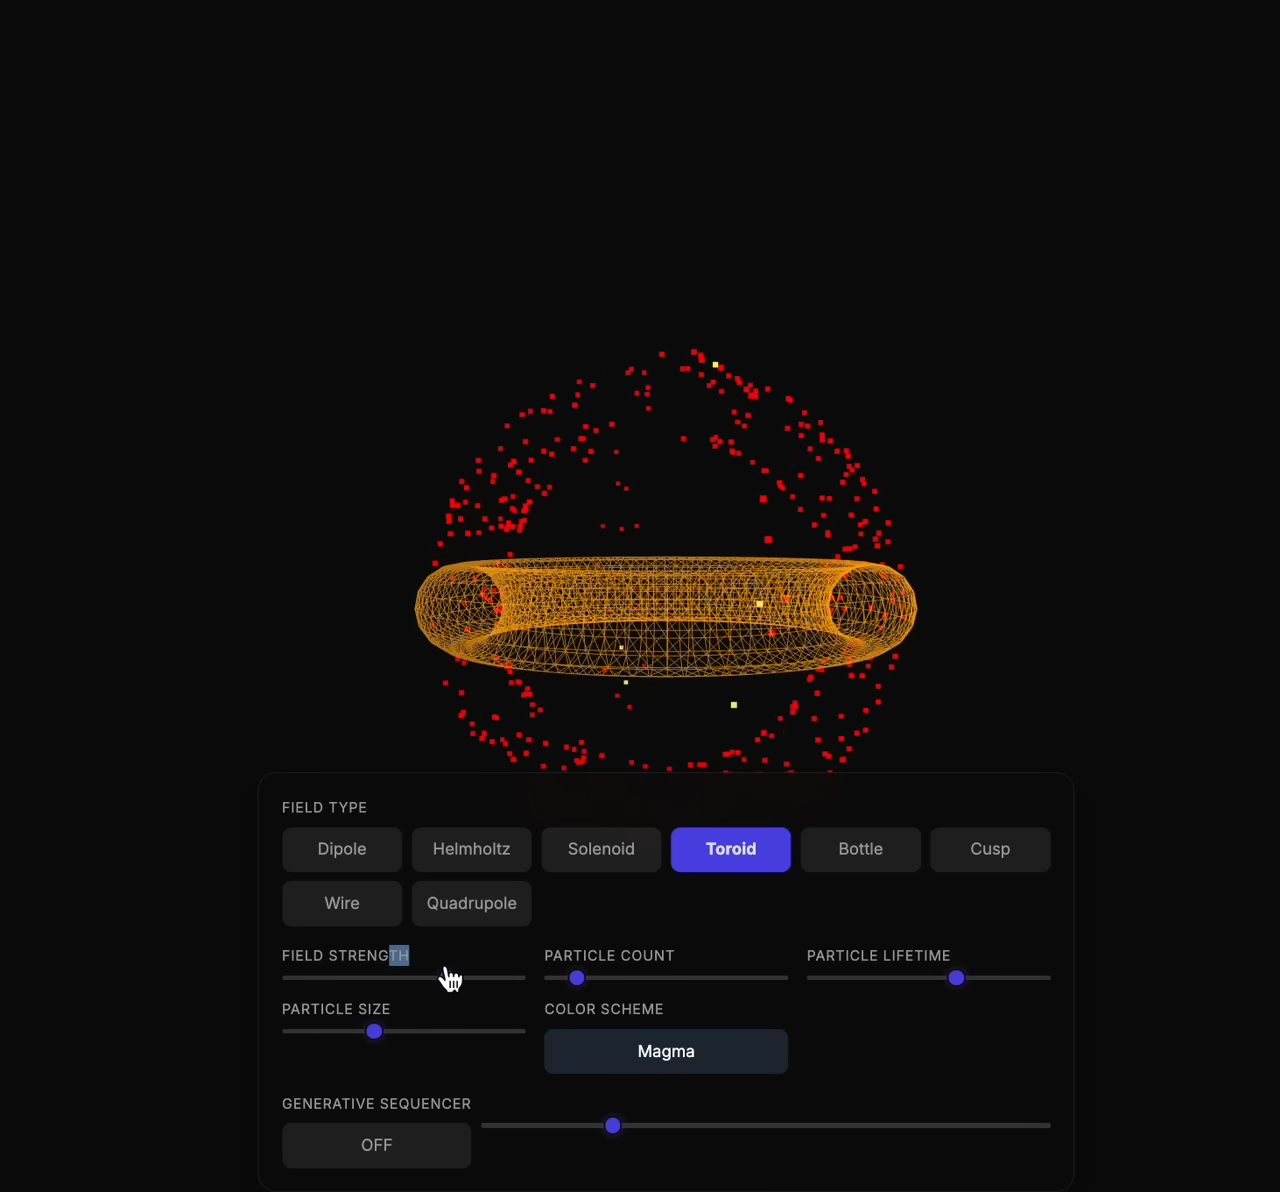 FIELD TYPE
Dipole Helmholtz Solenoid Toroid Bottle Cusp
Wire Quadrupole
FIELD STRENGTH PARTICLE COUNT PARTICLE LIFETIME
PARTICLE SIZE COLOR SCHEME
Magma
GENERATIVE SEQUENCER
OFF